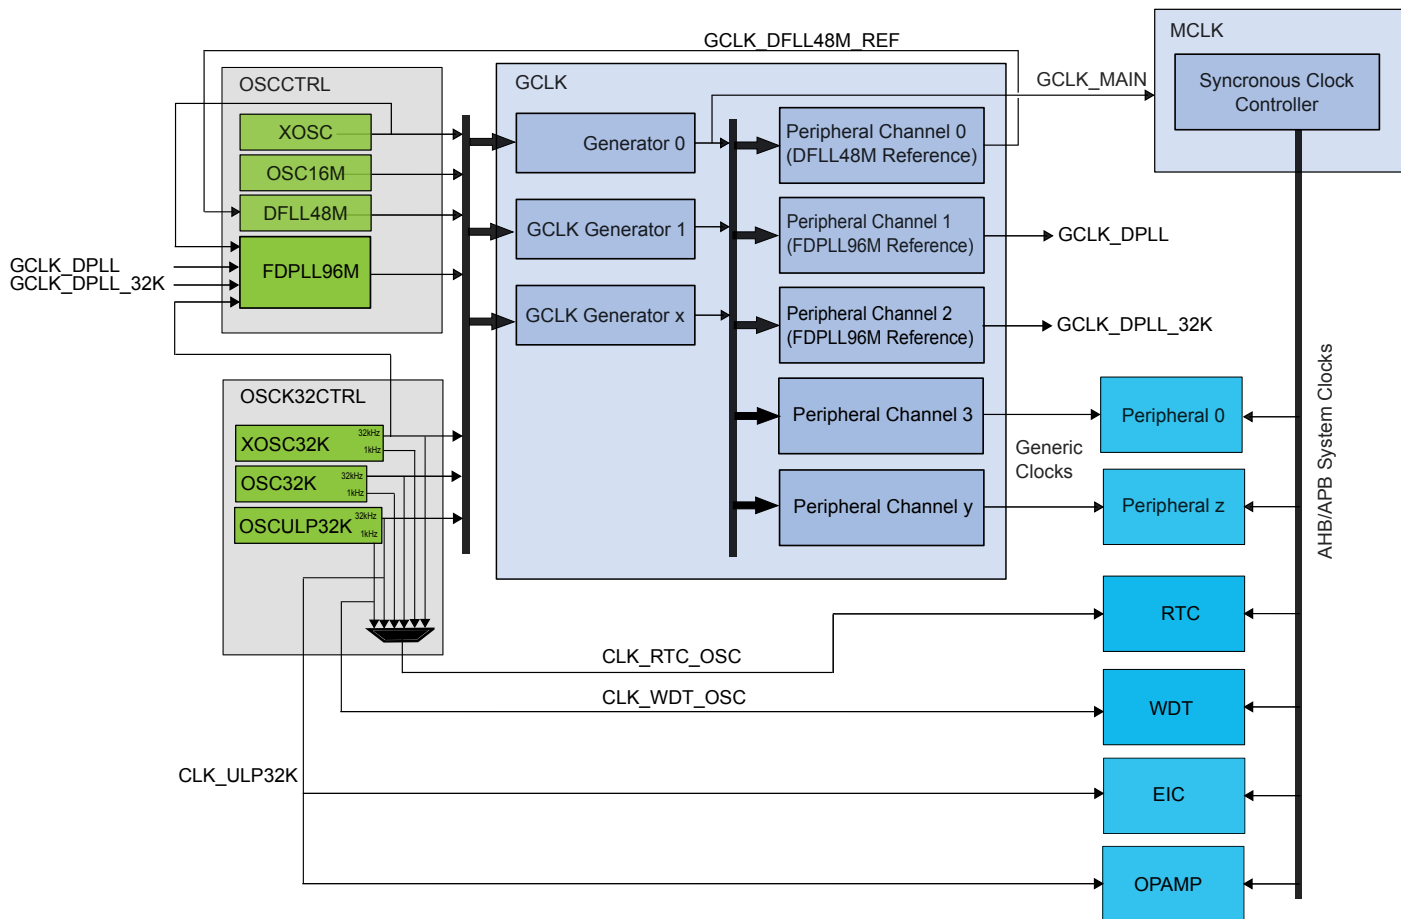 GCLK_DFLL48M_REF
MCLK
OSCCTRL
GCLK
GCLK_MAIN
Syncronous Clock
Controller
XOSC
OSC16M
DFLL48M
FDPLL96M
GCLK_DPLL
GCLK_DPLL_32K
Generator 0
GCLK Generator 1
GCLK Generator x
Peripheral Channel 0
(DFLL48M Reference)
Peripheral Channel 1
(FDPLL96M Reference)
Peripheral Channel 2
(FDPLL96M Reference)
Peripheral Channel 3
Peripheral Channel y
GCLK_DPLL
GCLK_DPLL_32K
Generic
Clocks
Peripheral 0
Peripheral z
AHB/APB System Clocks
OSCK32CTRL
XOSC32K
32kHz
1kHz
OSC32K
32kHz
1kHz
OSCULP32K
32kHz
1kHz
RTC
CLK_RTC_OSC
CLK_WDT_OSC
WDT
CLK_ULP32K
EIC
OPAMP